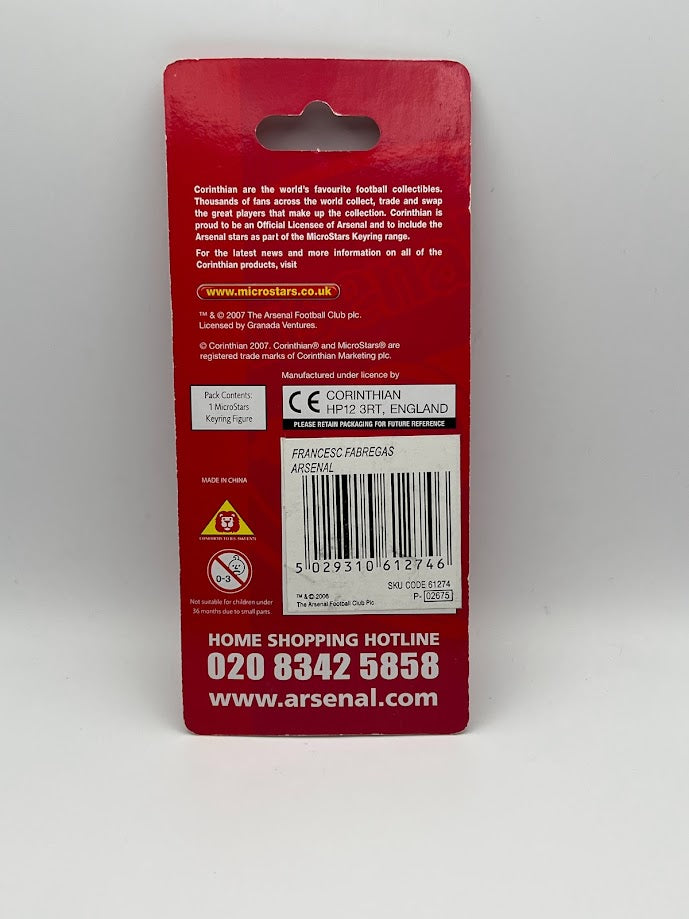 Corinthian are the world's favourite football collectibles.
Thousands of fans across the world collect, trade and swap
the great players that make up the collection. Corinthian is
proud to be an Official Licensee of Arsenal and to include the
Arsenal stars as part of the MicroStars Keyring range.
For the latest news and more information on all of the
Corinthian products, visit
www.microstars.co.uk
™ & © 2007 The Arsenal Football Club plc.
Licensed by Granada Ventures.
© Corinthian 2007. Corinthian® and MicroStars® are
registered trade marks of Corinthian Marketing plc.
Manufactured under licence by
Pack Contents:
1 MicroStars
Keyring Figure
CE CORINTHIAN
HP12 3RT, ENGLAND
PLEASE RETAIN PACKAGING FOR FUTURE REFERENCE
FRANCESC FABREGAS
ARSENAL
MADE IN CHINA
CONFORMS TO B.S. D6EN71
0-3
5 029310 612746
SKU CODE 61274
™ & © 2006
The Arsenal Football Club Plc
P- 02675
Not suitable for children under
36 months due to small parts.
HOME SHOPPING HOTLINE
020 8342 5858
www.arsenal.com